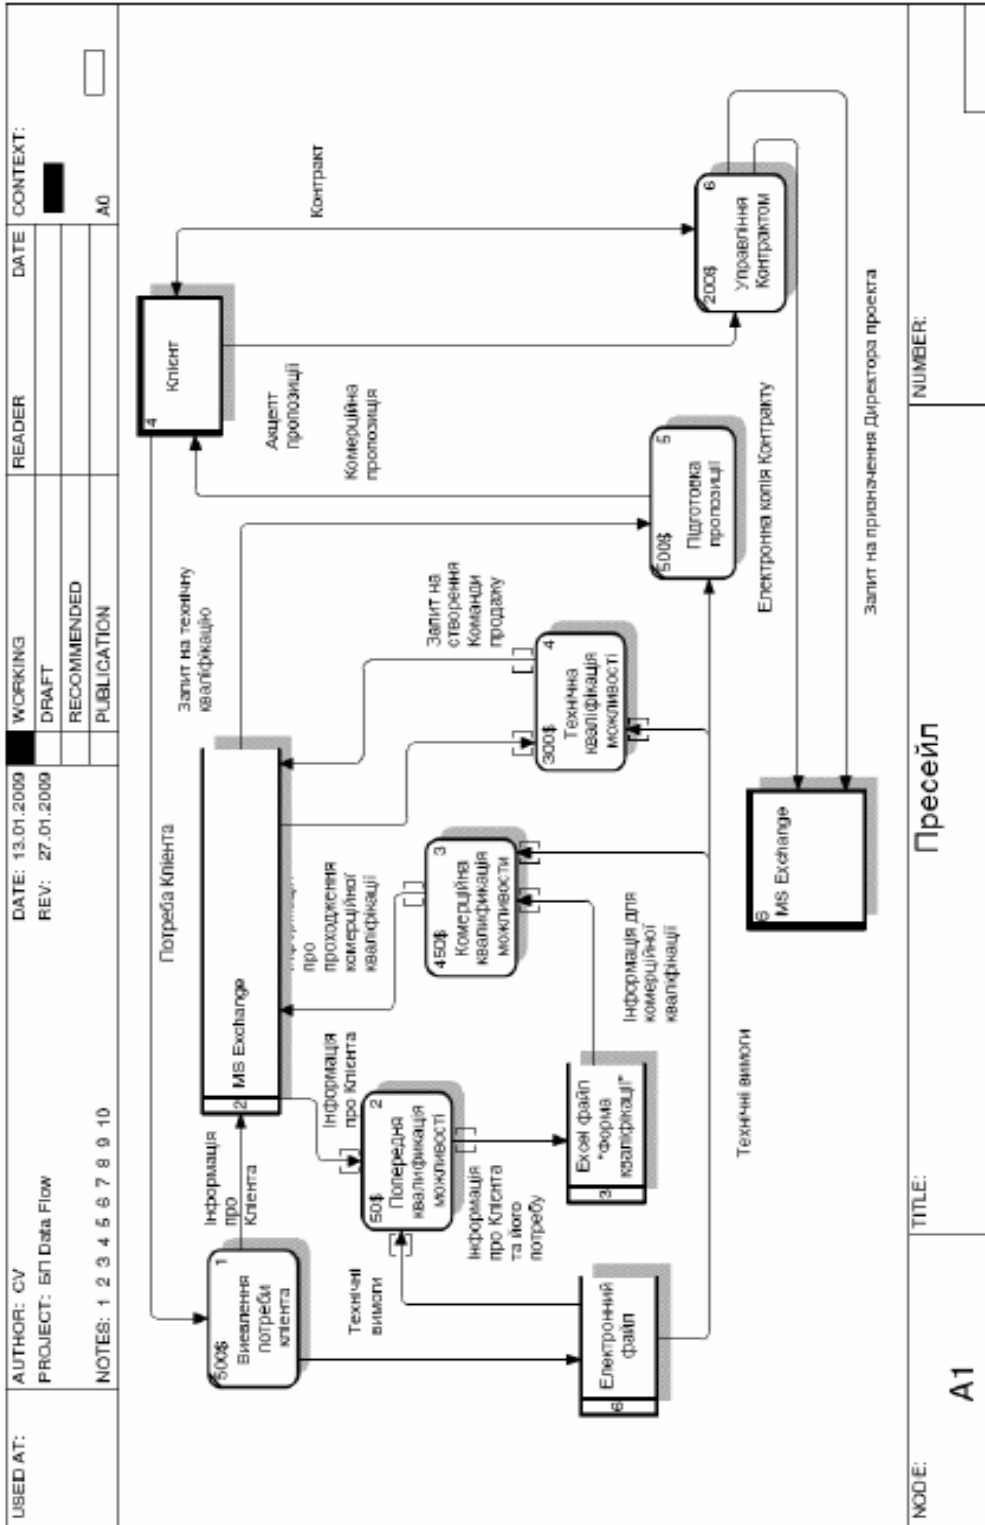 USED AT:
AUTHOR: CV
PROJECT: БП Data Flow
NOTES: 1 2 3 4 5 6 7 8 9 10
DATE: 13.01.2009
REV: 27.01.2009
WORKING
DRAFT
RECOMMENDED
PUBLICATION
READER
DATE
CONTEXT:
A0
Потреба Клієнта
Запит на технічну
кваліфікацію
4
Клієнт
Контракт
Інформація
про
Клієнта
2
MS Exchange
Акцепт
пропозиції
Комерційна
пропозиція
500$
1
Виевлення
потреби
клієнта
Інформація
про Клієнта
про
проходження
комерційної
кваліфікації
Запит на
створення
Команди
продажу
Технічні
вимоги
50$
2
Попередня
квалификація
можливості
450$
3
Комерційна
квалификація
можливости
300$
4
Технічна
кваліфікація
можливості
500$
5
Підготовка
пропозиції
200$
6
Управління
Контрактом
Інформація
про Клієнта
та його
потребу
6
Електронний
файл
3
Excel файл
"Форма
кваліфікації"
Інформація для
комерційної
кваліфікації
Технічні вимоги
Електронна копія Контракту
6
MS Exchange
Запит на призначення Директора проекта
NODE:
A1
TITLE:
Пресейл
NUMBER: